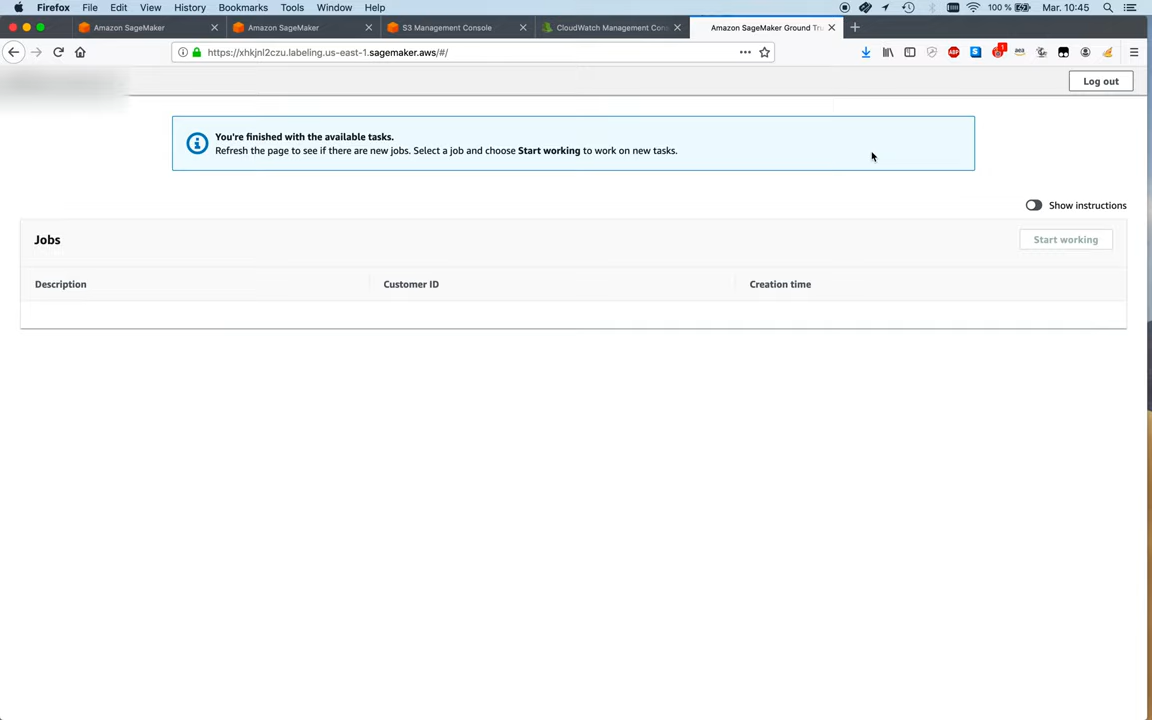 Firefox File Edit View History Bookmarks Tools Window Help 100 % Mar. 10:45
Amazon SageMaker Amazon SageMaker S3 Management Console CloudWatch Management Con Amazon SageMaker Ground Tru
https://xhkjnl2czu.labeling.us-east-1.sagemaker.aws/#/
Log out
You're finished with the available tasks.
Refresh the page to see if there are new jobs. Select a job and choose Start working to work on new tasks.
Show instructions
Jobs Start working
Description Customer ID Creation time